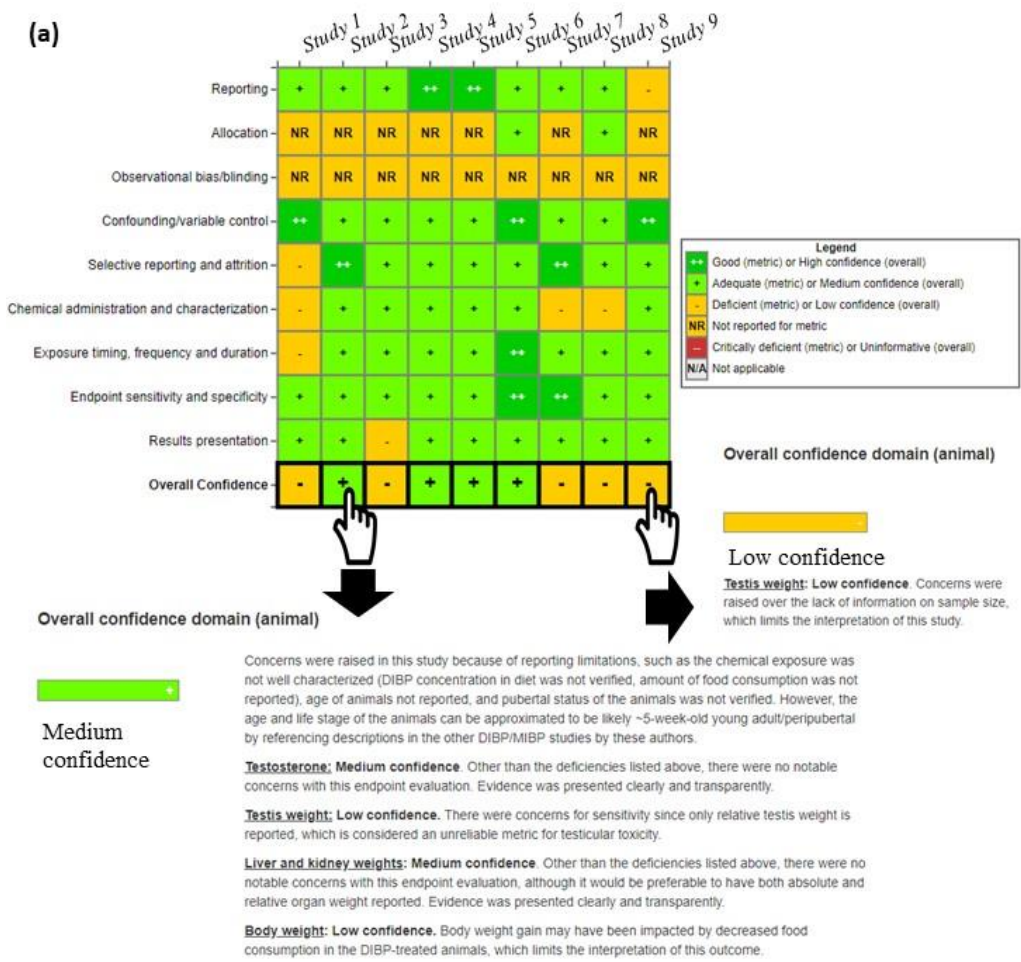 (a)
Study 1 Study 2 Study 3 Study 4 Study 5 Study 6 Study 7 Study 8 Study 9
Reporting + + + ++ ++ + + + -
Allocation NR NR NR NR NR + NR + NR
Observational bias/blinding NR NR NR NR NR NR NR NR NR
Confounding/variable control ++ + + + + ++ + + ++
Selective reporting and attrition - ++ + + + + ++ + +
Chemical administration and characterization - + + + + + - - +
Exposure timing, frequency and duration - + + + + ++ + + +
Endpoint sensitivity and specificity + + + + + ++ ++ + +
Results presentation + + - + + + + + +
Overall Confidence - + - + + + - - -
Legend
++ Good (metric) or High confidence (overall)
+ Adequate (metric) or Medium confidence (overall)
- Deficient (metric) or Low confidence (overall)
NR Not reported for metric
-- Critically deficient (metric) or Uninformative (overall)
N/A Not applicable
Overall confidence domain (animal)
-
Low confidence
Testis weight: Low confidence. Concerns were
raised over the lack of information on sample size,
which limits the interpretation of this study.
Overall confidence domain (animal)
+
Medium
confidence
Concerns were raised in this study because of reporting limitations, such as the chemical exposure was
not well characterized (DIBP concentration in diet was not verified, amount of food consumption was not
reported), age of animals not reported, and pubertal status of the animals was not verified. However, the
age and life stage of the animals can be approximated to be likely ~5-week-old young adult/peripubertal
by referencing descriptions in the other DIBP/MIBP studies by these authors.
Testosterone: Medium confidence. Other than the deficiencies listed above, there were no notable
concerns with this endpoint evaluation. Evidence was presented clearly and transparently.
Testis weight: Low confidence. There were concerns for sensitivity since only relative testis weight is
reported, which is considered an unreliable metric for testicular toxicity.
Liver and kidney weights: Medium confidence. Other than the deficiencies listed above, there were no
notable concerns with this endpoint evaluation, although it would be preferable to have both absolute and
relative organ weight reported. Evidence was presented clearly and transparently.
Body weight: Low confidence. Body weight gain may have been impacted by decreased food
consumption in the DIBP-treated animals, which limits the interpretation of this outcome.